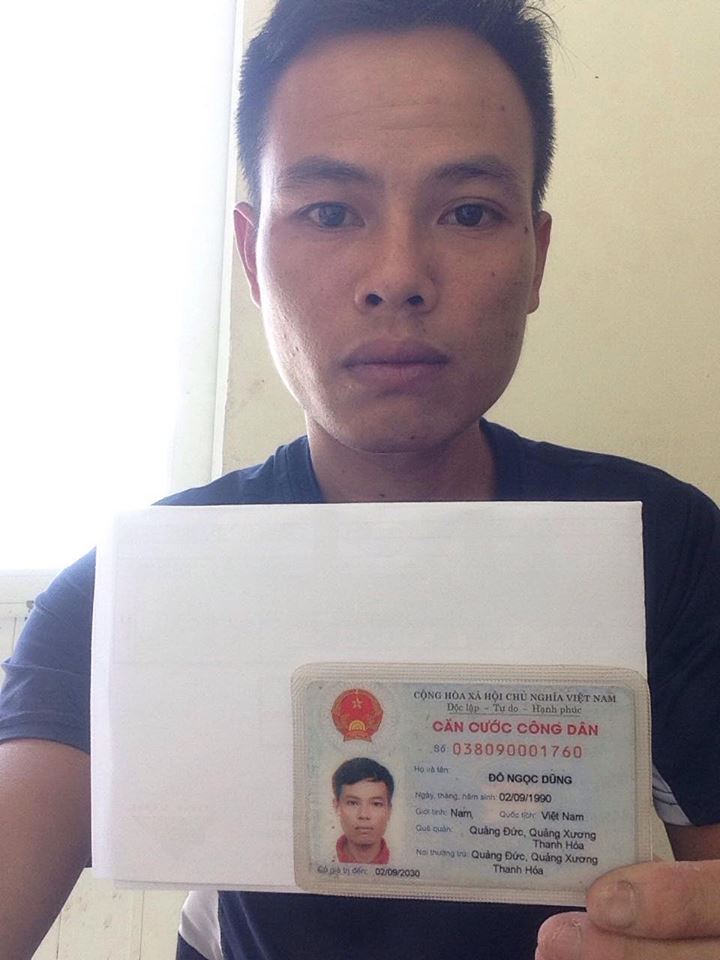 CỘNG HÒA XÃ HỘI CHỦ NGHĨA VIỆT NAM
Độc lập - Tự do - Hạnh phúc
CĂN CƯỚC CÔNG DÂN
Số 038090001760
Họ và tên:
ĐỖ NGỌC DŨNG
Ngày, tháng, năm sinh: 02/09/1990
Giới tính: Nam Quốc tịch: Việt Nam
Quê quán: Quảng Đức, Quảng Xương
Thanh Hóa
Nơi thường trú: Quảng Đức, Quảng Xương
Thanh Hóa
Có giá trị đến: 02/09/2030